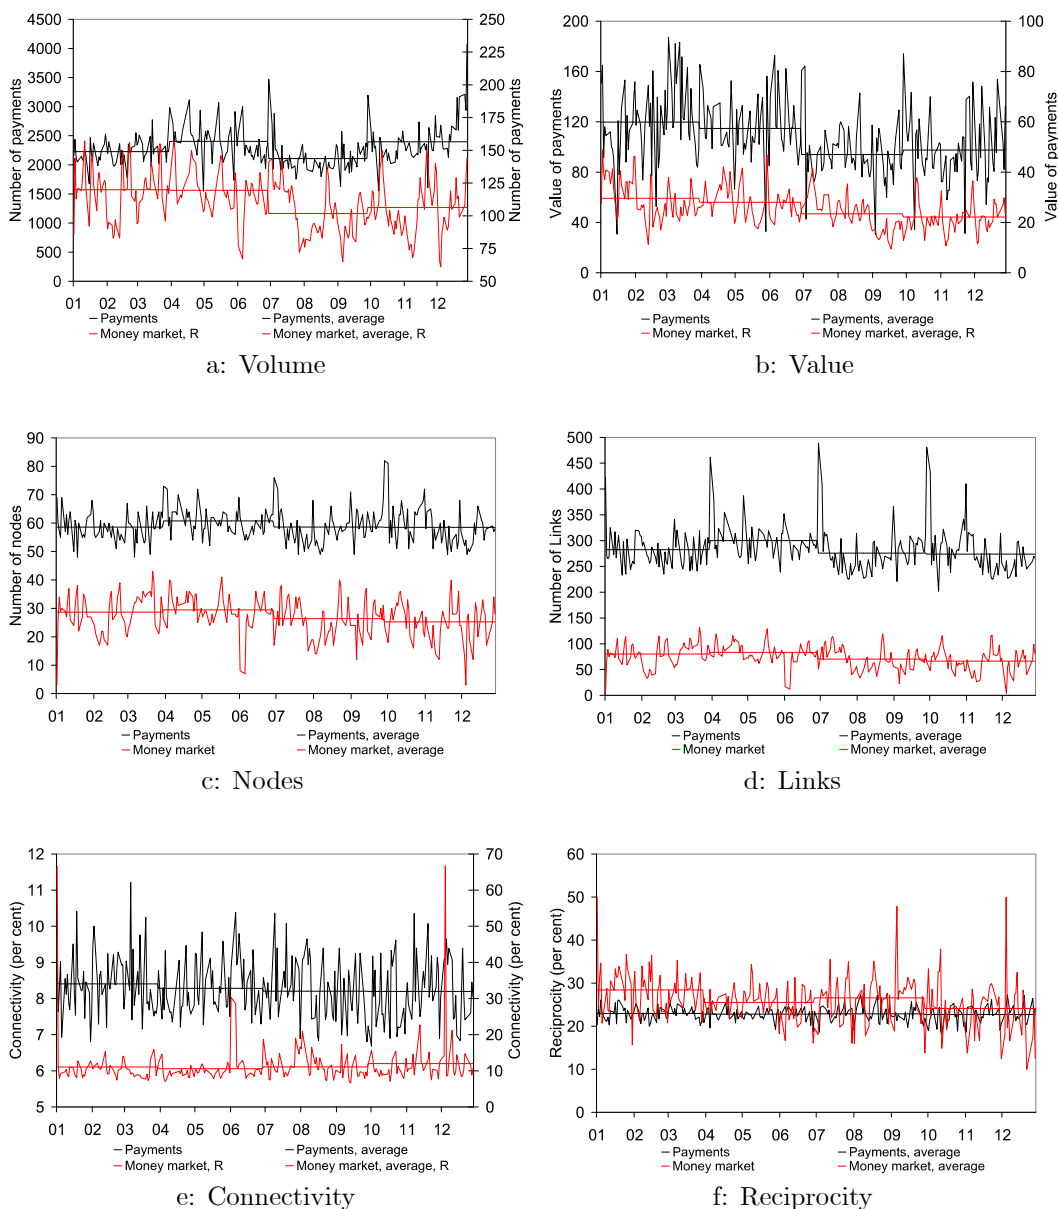 4500 250 200 100
4000 225
3500 200 160 80
3000 175
2500 120 60
2000 150
1500 125 80 40
1000 100
500 75 40 20
0 50 0 0
Number of payments
Number of payments
Value of payments
Value of payments
01 02 03 04 05 06 07 08 09 10 11 12
01 02 03 04 05 06 07 08 09 10 11 12
Payments Payments, average
Money market, R Money market, average, R
Payments Payments, average
Money market, R Money market, average, R
a: Volume
b: Value
90
80
70
60
50
40
30
20
10
0
Number of nodes
500
450
400
350
300
250
200
150
100
50
0
Number of Links
01 02 03 04 05 06 07 08 09 10 11 12
01 02 03 04 05 06 07 08 09 10 11 12
Payments Payments, average
Money market Money market, average
Payments Payments, average
Money market Money market, average
c: Nodes
d: Links
12 70
11 60
10 50
9 40
8 30
7 20
6 10
5 0
Connectivity (per cent)
Connectivity (per cent)
60
50
40
30
20
10
0
Reciprocity (per cent)
01 02 03 04 05 06 07 08 09 10 11 12
01 02 03 04 05 06 07 08 09 10 11 12
Payments Payments, average
Money market, R Money market, average, R
Payments Payments, average
Money market Money market, average
e: Connectivity
f: Reciprocity